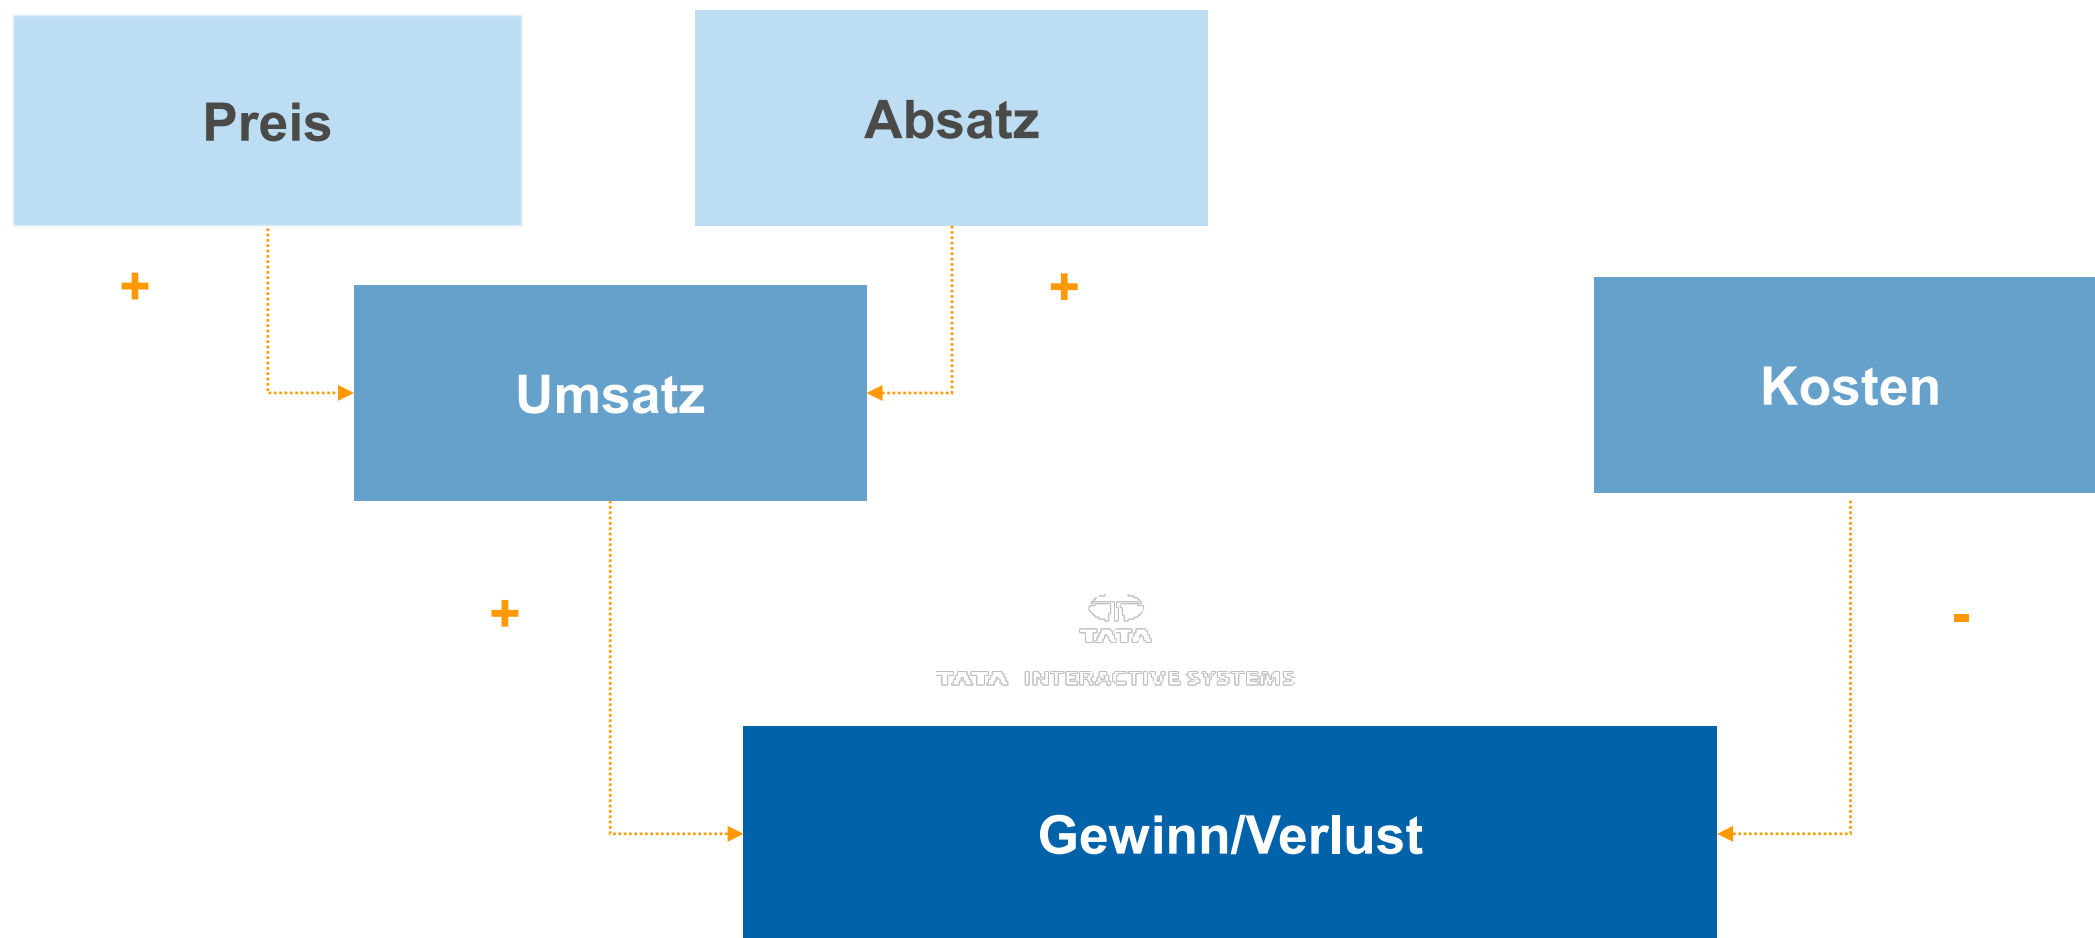 Preis
Absatz
+
+
Umsatz
Kosten
+
-
TATA
TATA INTERACTIVE SYSTEMS
Gewinn/Verlust